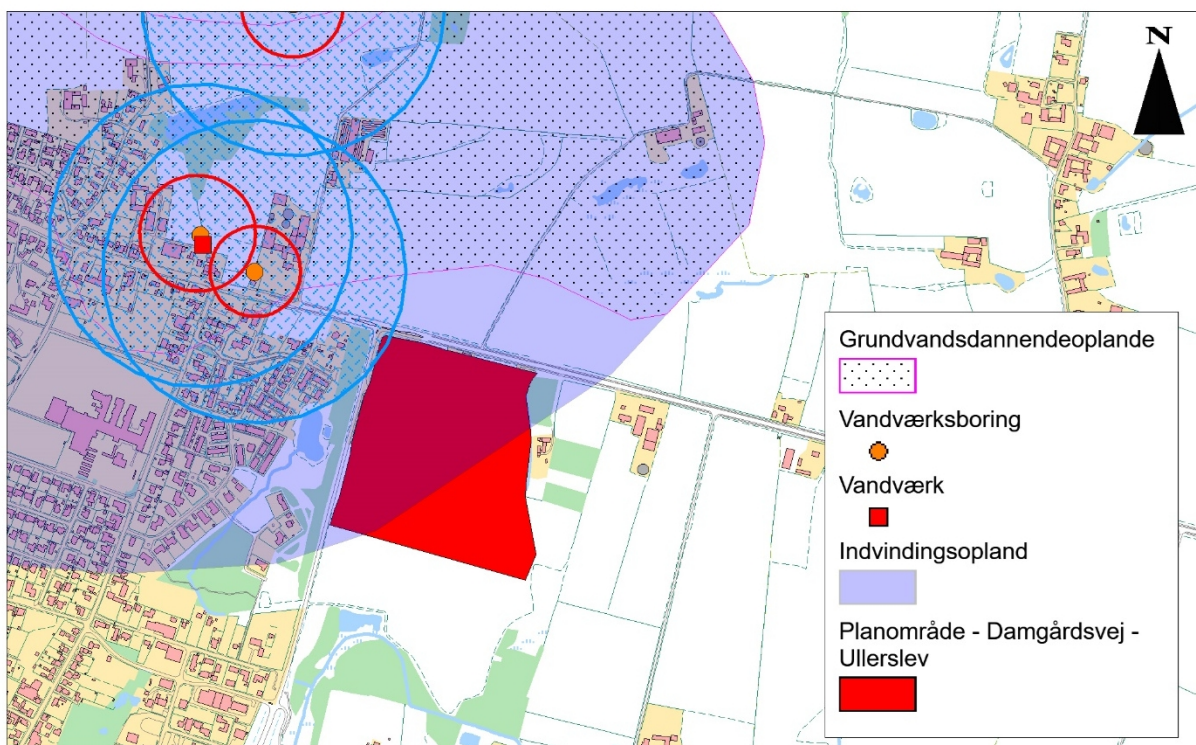 N
Grundvandsdannendeoplande
Vandværksboring
Vandværk
Indvindingsopland
Planområde - Damgårdsvej -
Ullerslev